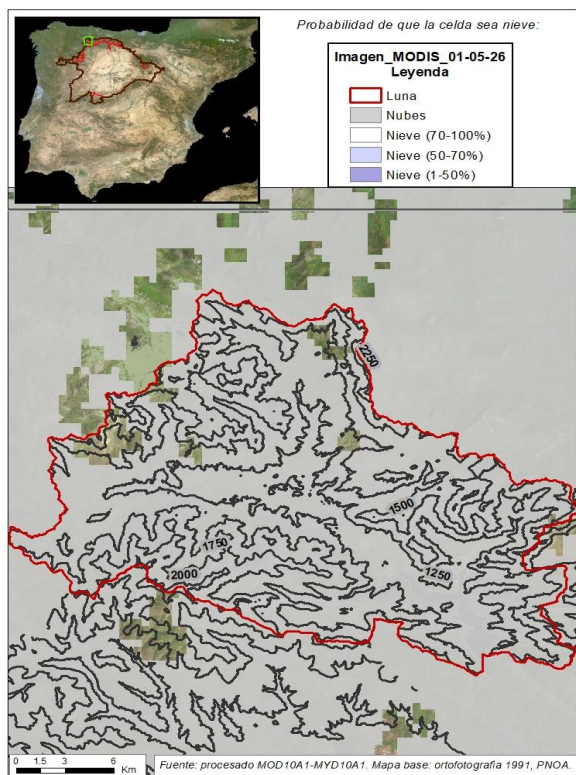 Probabilidad de que la celda sea nieve:
Imagen_MODIS_01-05-26
Leyenda
Luna
Nubes
Nieve (70-100%)
Nieve (50-70%)
Nieve (1-50%)
2250
1500
1750
1250
2000
0 1.5 3 6
Km
Fuente: procesado MOD10A1-MYD10A1. Mapa base: ortofotografia 1991, PNOA.